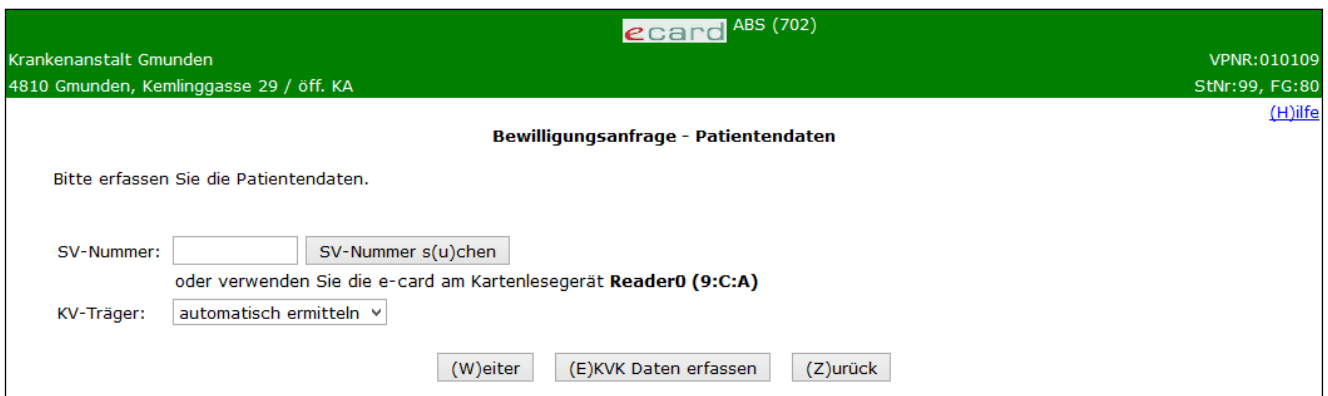 ecard ABS (702)
Krankenanstalt Gmunden VPNR:010109
4810 Gmunden, Kemlinggasse 29 / öff. KA StNr:99, FG:80
(H)ilfe
Bewilligungsanfrage - Patientendaten
Bitte erfassen Sie die Patientendaten.
SV-Nummer: SV-Nummer s(u)chen
oder verwenden Sie die e-card am Kartenlesegerät Reader0 (9:C:A)
KV-Träger: automatisch ermitteln
(W)eiter (E)KVK Daten erfassen (Z)urück